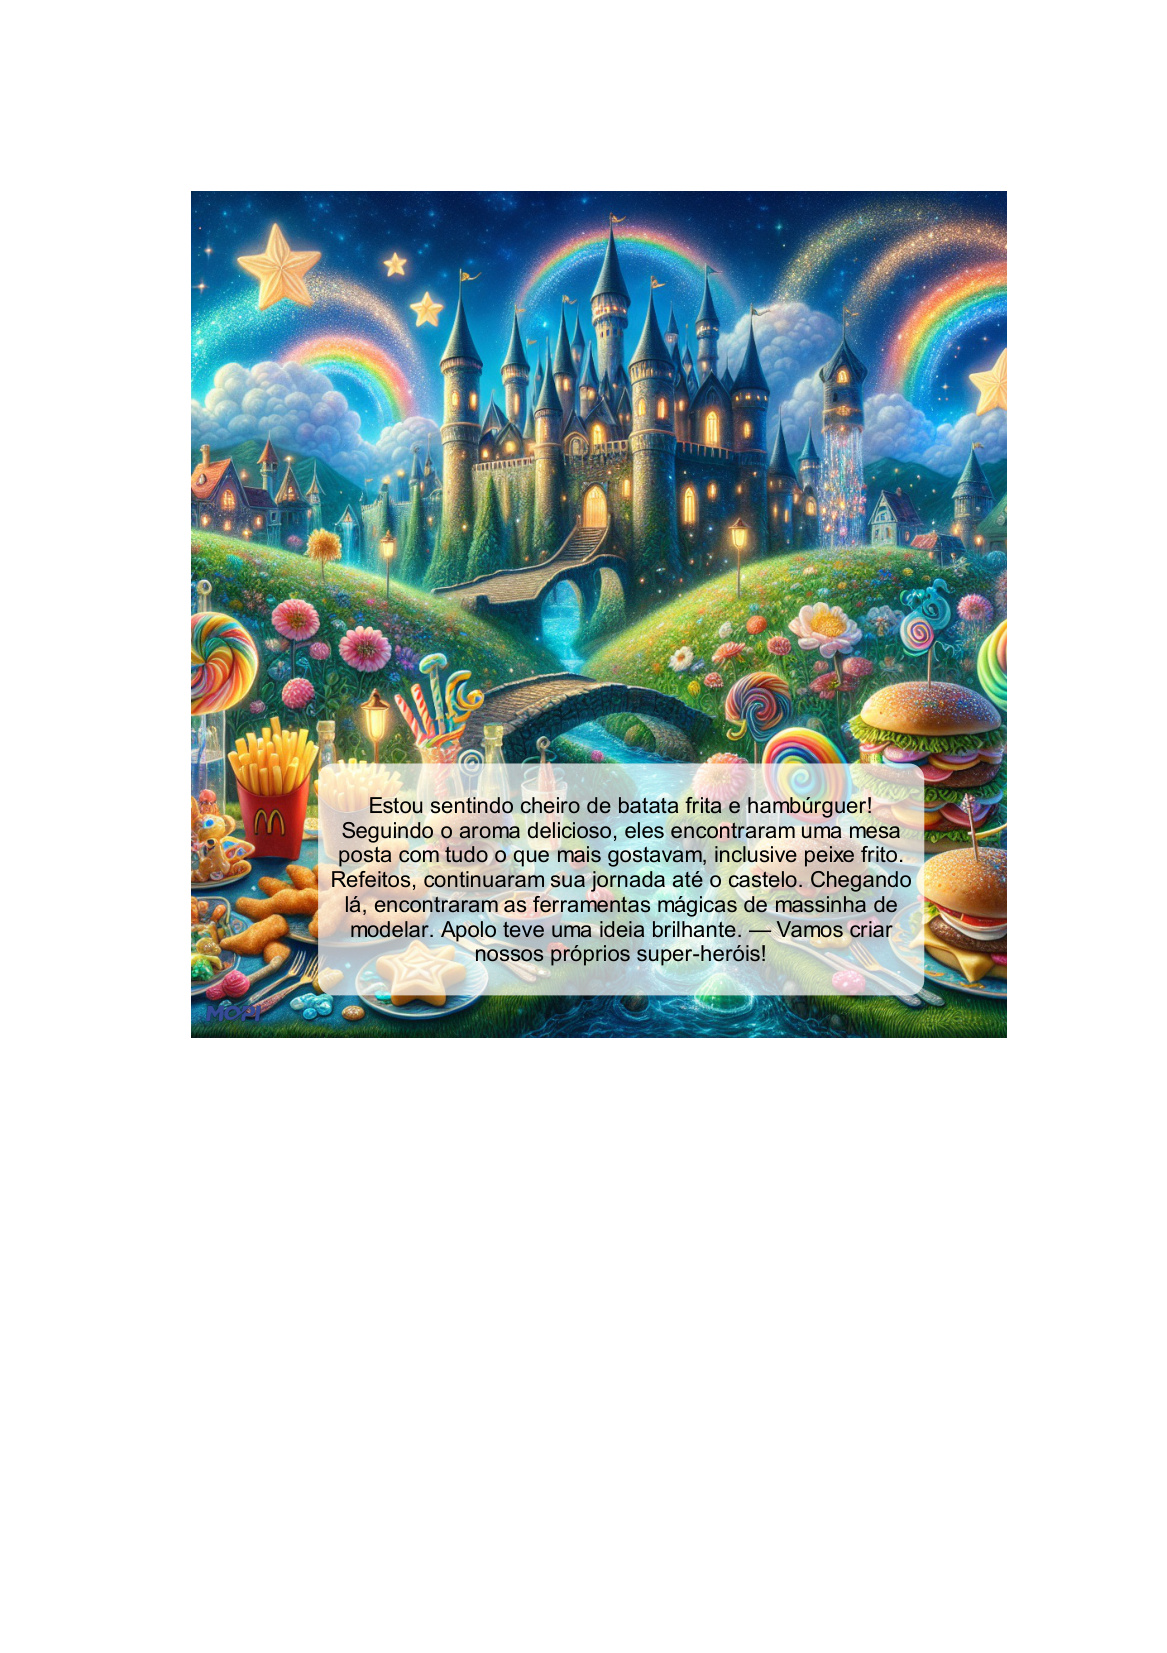 Estou sentindo cheiro de batata frita e hambúrguer!
Seguindo o aroma delicioso, eles encontraram uma mesa
posta com tudo o que mais gostavam, inclusive peixe frito.
Refeitos, continuaram sua jornada até o castelo. Chegando
lá, encontraram as ferramentas mágicas de massinha de
modelar. Apolo teve uma ideia brilhante. — Vamos criar
nossos próprios super-heróis!